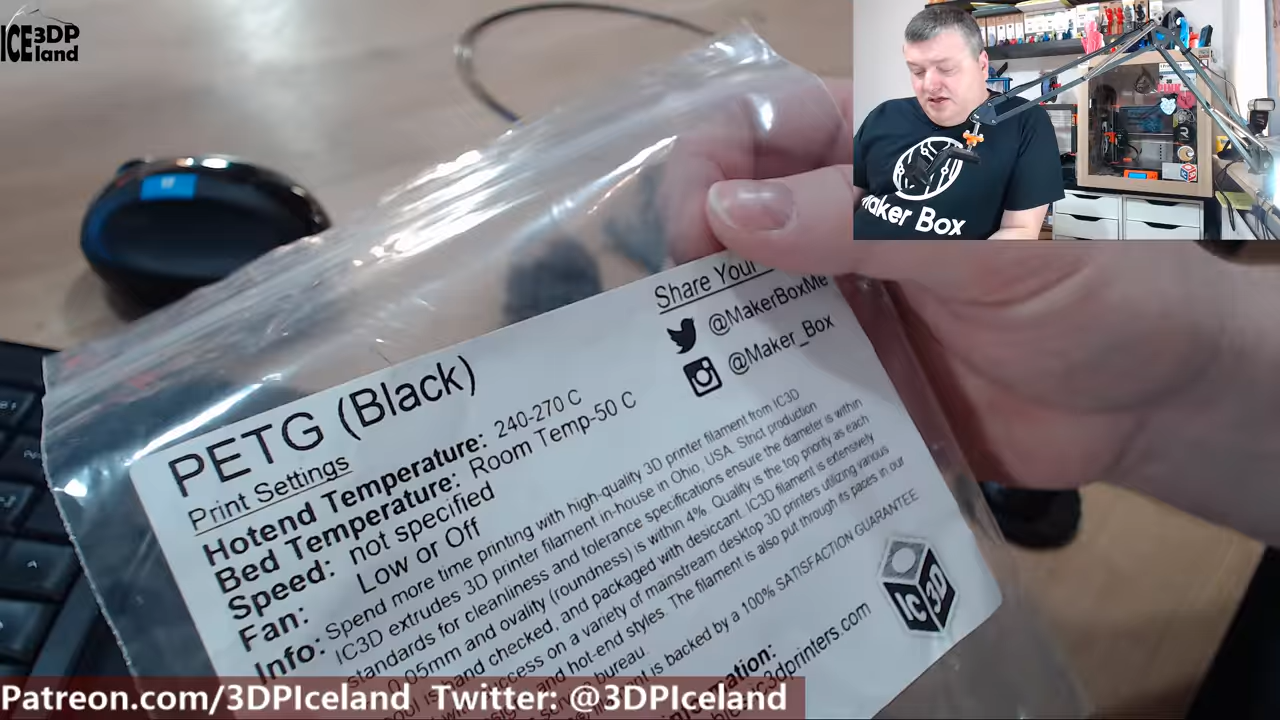 ICE 3DP land
Maker Box
Share Your
@MakerBoxMe
@Maker_Box
PETG (Black)
Print Settings
Hotend Temperature: 240-270 C
Bed Temperature: Room Temp-50 C
Speed: not specified
Fan: Low or Off
Info: Spend more time printing with high-quality 3D printer filament from IC3D
IC3D extrudes 3D printer filament in-house in Ohio, USA. Strict production
standards for cleanliness and tolerance specifications ensure the diameter is within
0.05mm and ovality (roundness) is within 4%. Quality is the top priority as each
is hand checked, and packaged with desiccant. IC3D filament is extensively
success on a variety of mainstream desktop 3D printers utilizing various
and hot-end styles. The filament is also put through its paces in our
bureau.
is backed by a 100% SATISFACTION GUARANTEE
IC3D
3dprinters.com
Patreon.com/3DPIceland Twitter: @3DPIceland